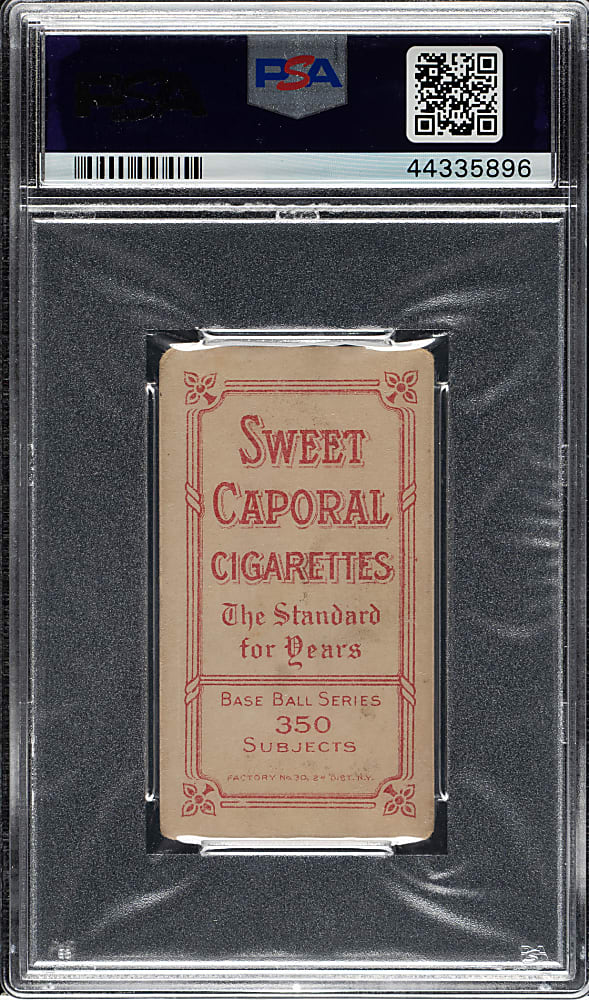 PSA
PSA
44335896
SWEET
CAPORAL
CIGARETTES
The Standard
for Years
BASE BALL SERIES
350
SUBJECTS
FACTORY No. 30, 2nd DIST. N.Y.